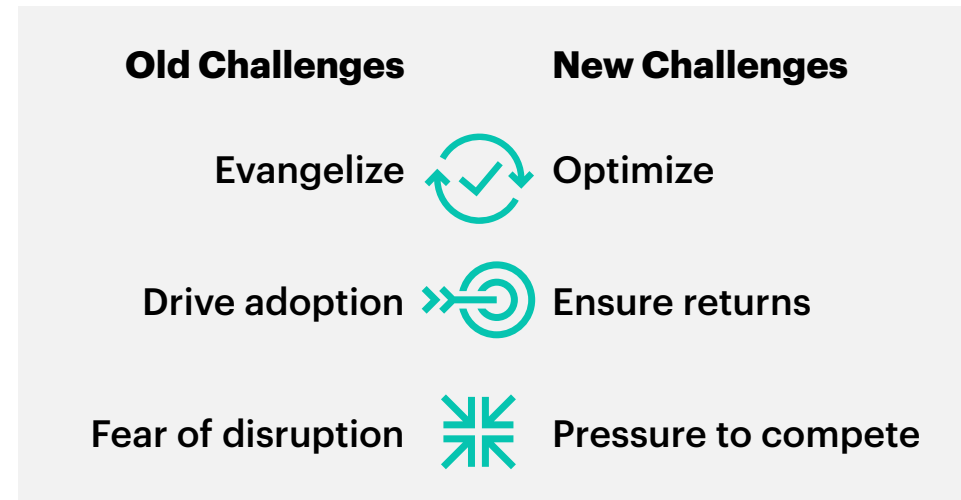 Old Challenges New Challenges
Evangelize Optimize
Drive adoption Ensure returns
Fear of disruption Pressure to compete